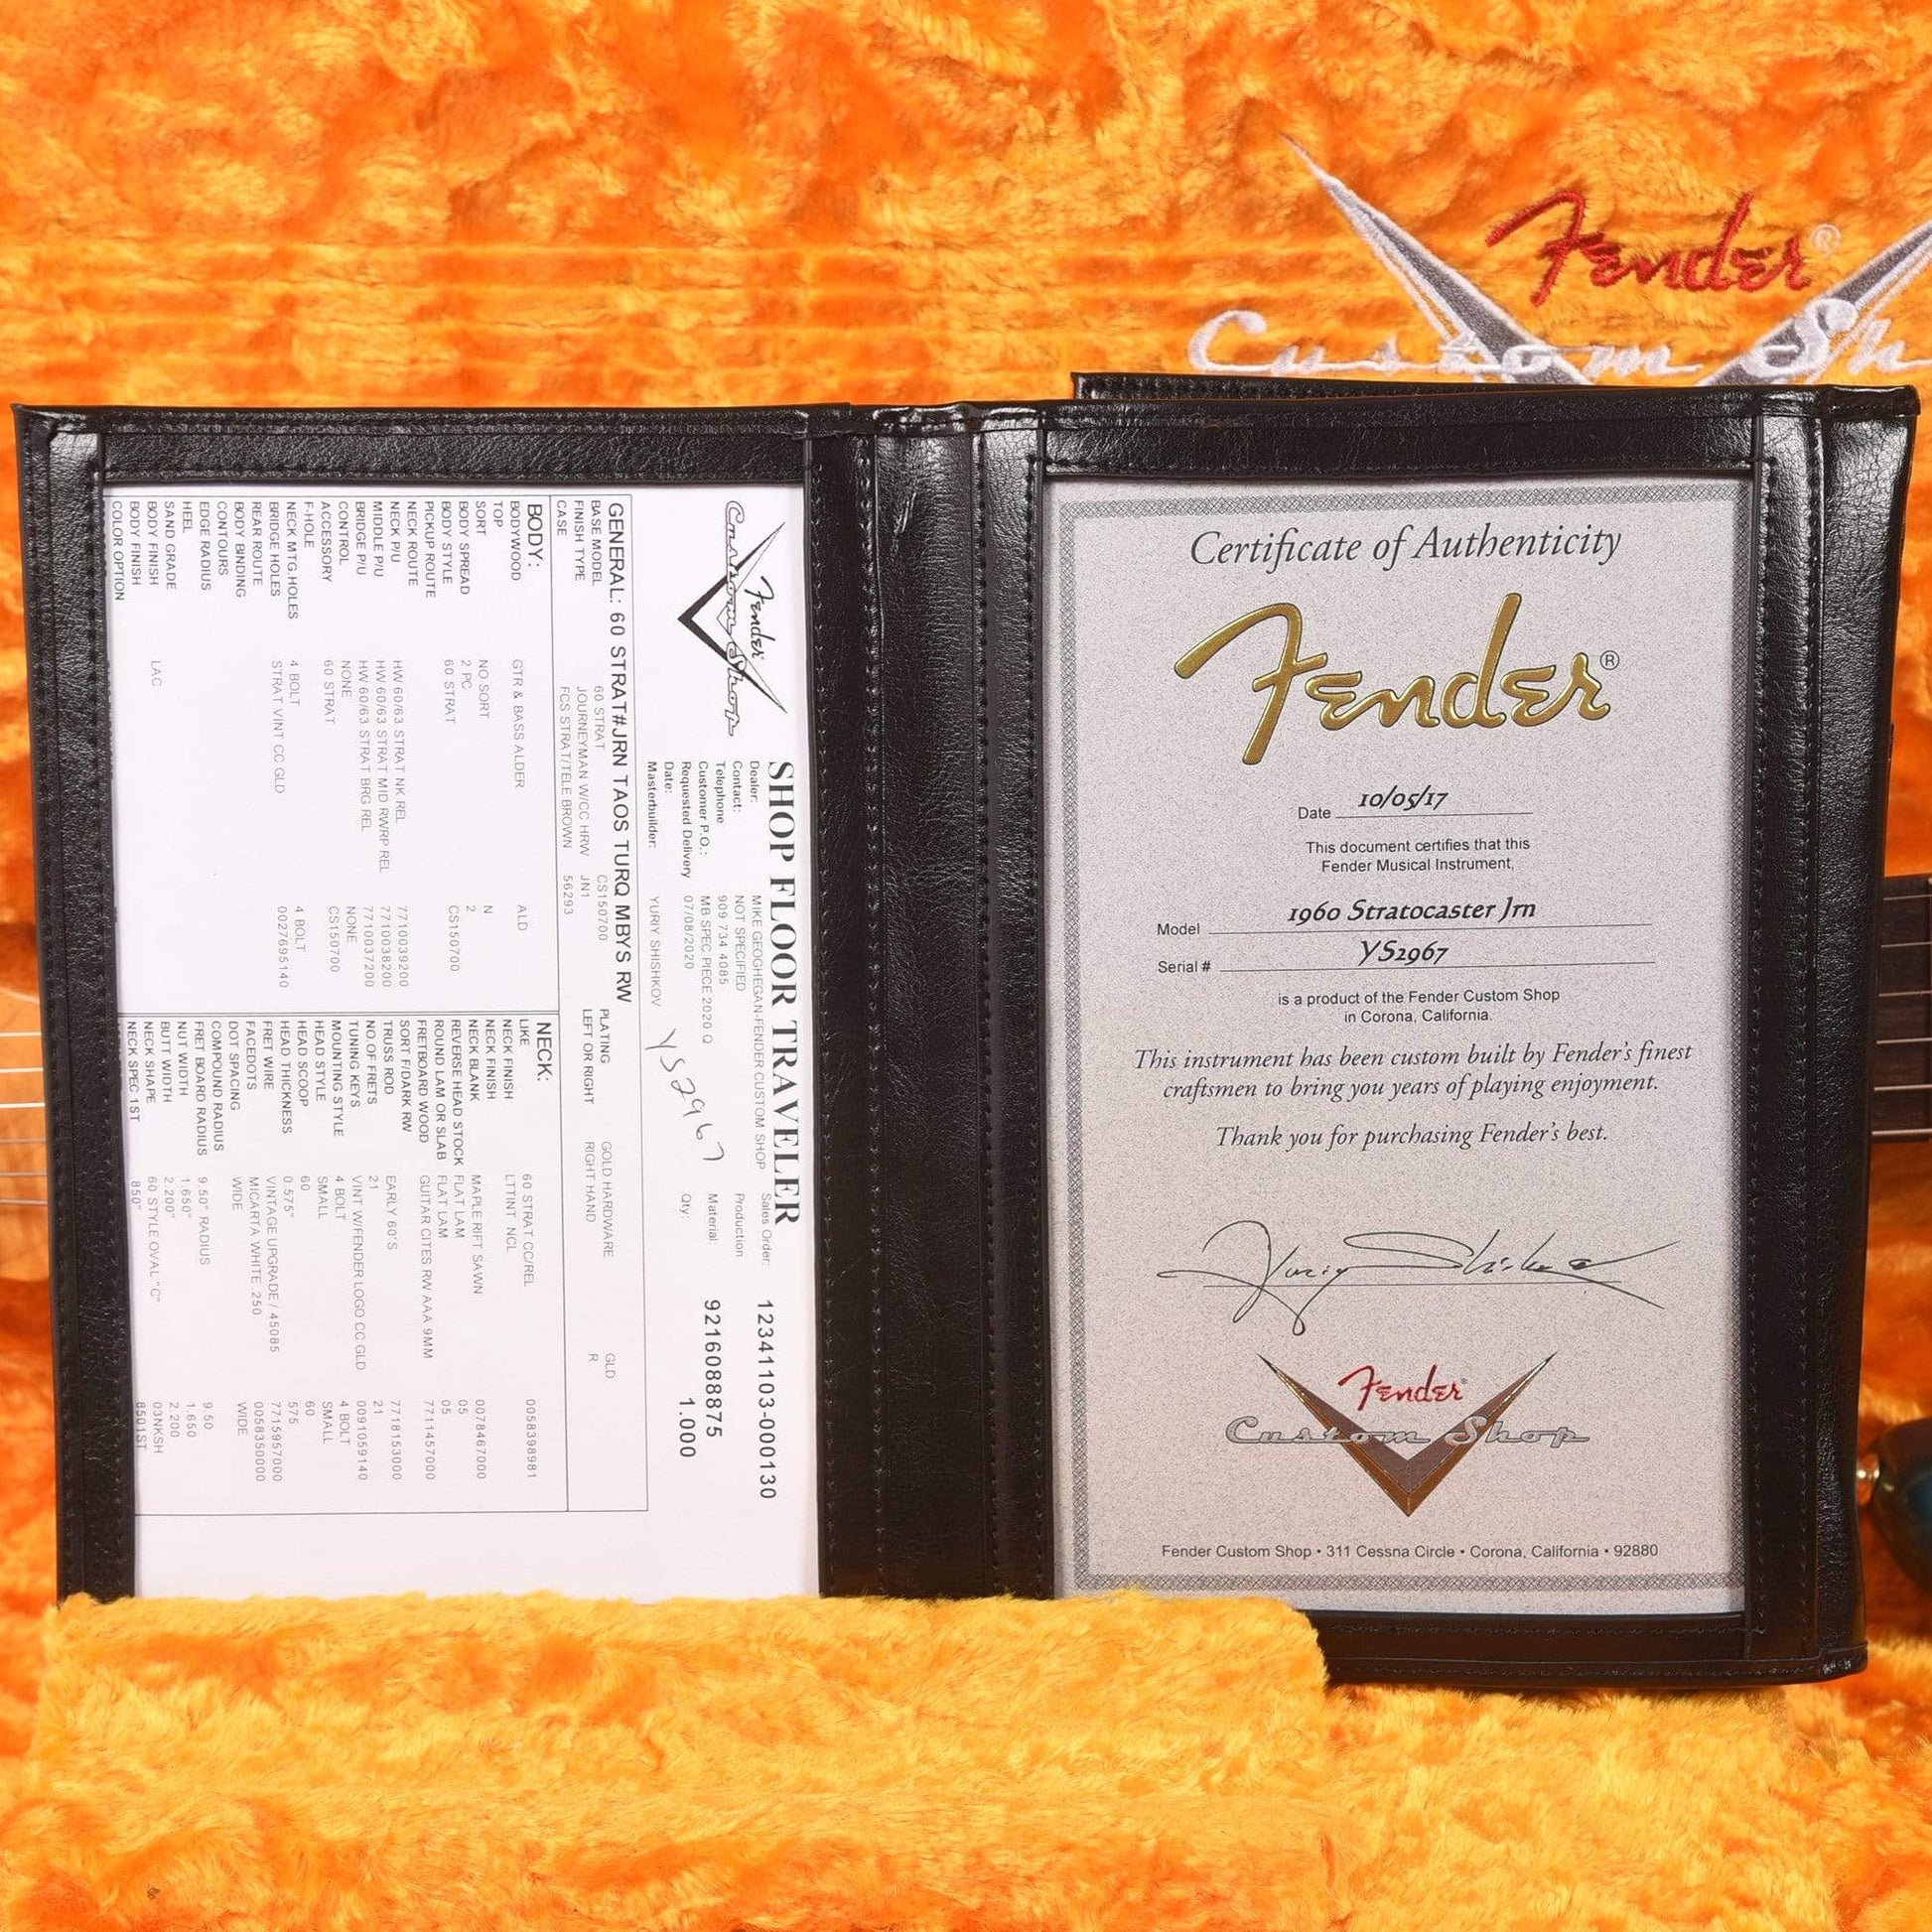 Fender®
Custom Sh
Fender
Custom Shop
SHOP FLOOR TRAVELER
Dealer: MIKE GEOGHEGAN-FENDER CUSTOM SHOP Sales Order: 12341103-000130
Contact: NOT SPECIFIED Production
Telephone 909 734 4085
Customer P.O.: MB SPEC PIECE 2020 Q Material: 9216088875
Requested Delivery 07/08/2020 Qty: 1.000
Date:
Masterbuilder: YURIY SHISHKOV YS2967
GENERAL: 60 STRAT#JRN TAOS TURQ MBYS RW
BASE MODEL 60 STRAT CS150700 PLATING GOLD HARDWARE GLD
FINISH TYPE JOURNEYMAN W/CC HRW JN1 LEFT OR RIGHT RIGHT HAND R
CASE FCS STRAT/TELE BROWN 56293
BODY:
BODYWOOD GTR & BASS ALDER ALD
TOP
SORT NO SORT N
BODY SPREAD 2 PC 2
BODY STYLE 60 STRAT CS150700
PICKUP ROUTE
NECK ROUTE
NECK P/U HW 60/63 STRAT NK REL 7710039200
MIDDLE P/U HW 60/63 STRAT MID RWRP REL 7710038200
BRIDGE P/U HW 60/63 STRAT BRG REL 7710037200
CONTROL NONE NONE
ACCESSORY 60 STRAT CS150700
F-HOLE
NECK MTG.HOLES 4 BOLT 4 BOLT
BRIDGE HOLES STRAT VINT CC GLD 0027695140
REAR ROUTE
BODY BINDING
CONTOURS
EDGE RADIUS
HEEL
SAND GRADE
BODY FINISH LAC
BODY FINISH
COLOR OPTION
NECK:
LIKE 60 STRAT CC/REL 0058398981
NECK FINISH LTTINT NCL
NECK FINISH
NECK BLANK MAPLE RIFT SAWN 0078467000
REVERSE HEAD STOCK FLAT LAM 05
ROUND LAM OR SLAB FLAT LAM 05
FRETBOARD WOOD GUITAR CITES RW AAA 9MM 7711457000
SORT F/DARK RW
TRUSS ROD EARLY 60'S 7718153000
NO OF FRETS 21 21
TUNING KEYS VINT W/FENDER LOGO CC GLD 0091059140
MOUNTING STYLE 4 BOLT 4 BOLT
HEAD STYLE SMALL SMALL
HEAD SCOOP 60 60
HEAD THICKNESS 0.575" 575
FRET WIRE VINTAGE UPGRADE / 45085 7715957000
FACEDOTS MICARTA WHITE 250 0058350000
DOT SPACING WIDE WIDE
COMPOUND RADIUS
FRET BOARD RADIUS 9.50" RADIUS 9.50
NUT WIDTH 1.650" 1.650
BUTT WIDTH 2.200" 2.200
NECK SHAPE 60 STYLE OVAL "C" 03NKSH
NECK SPEC 1ST .850" 8501ST
Certificate of Authenticity
Fender®
Date 10/05/17
This document certifies that this
Fender Musical Instrument,
Model 1960 Stratocaster Jrn
Serial # YS2967
is a product of the Fender Custom Shop
in Corona, California.
This instrument has been custom built by Fender's finest
craftsmen to bring you years of playing enjoyment.
Thank you for purchasing Fender's best.
Yuriy Shishkov
Fender
Custom Shop
Fender Custom Shop • 311 Cessna Circle • Corona, California • 92880